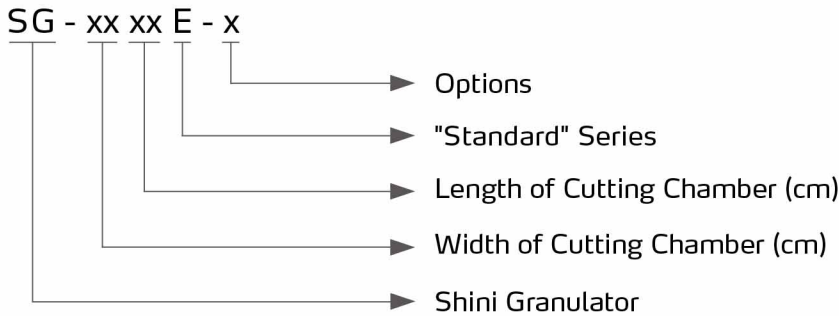 SG - xx xx E - x
Options
"Standard" Series
Length of Cutting Chamber (cm)
Width of Cutting Chamber (cm)
Shini Granulator